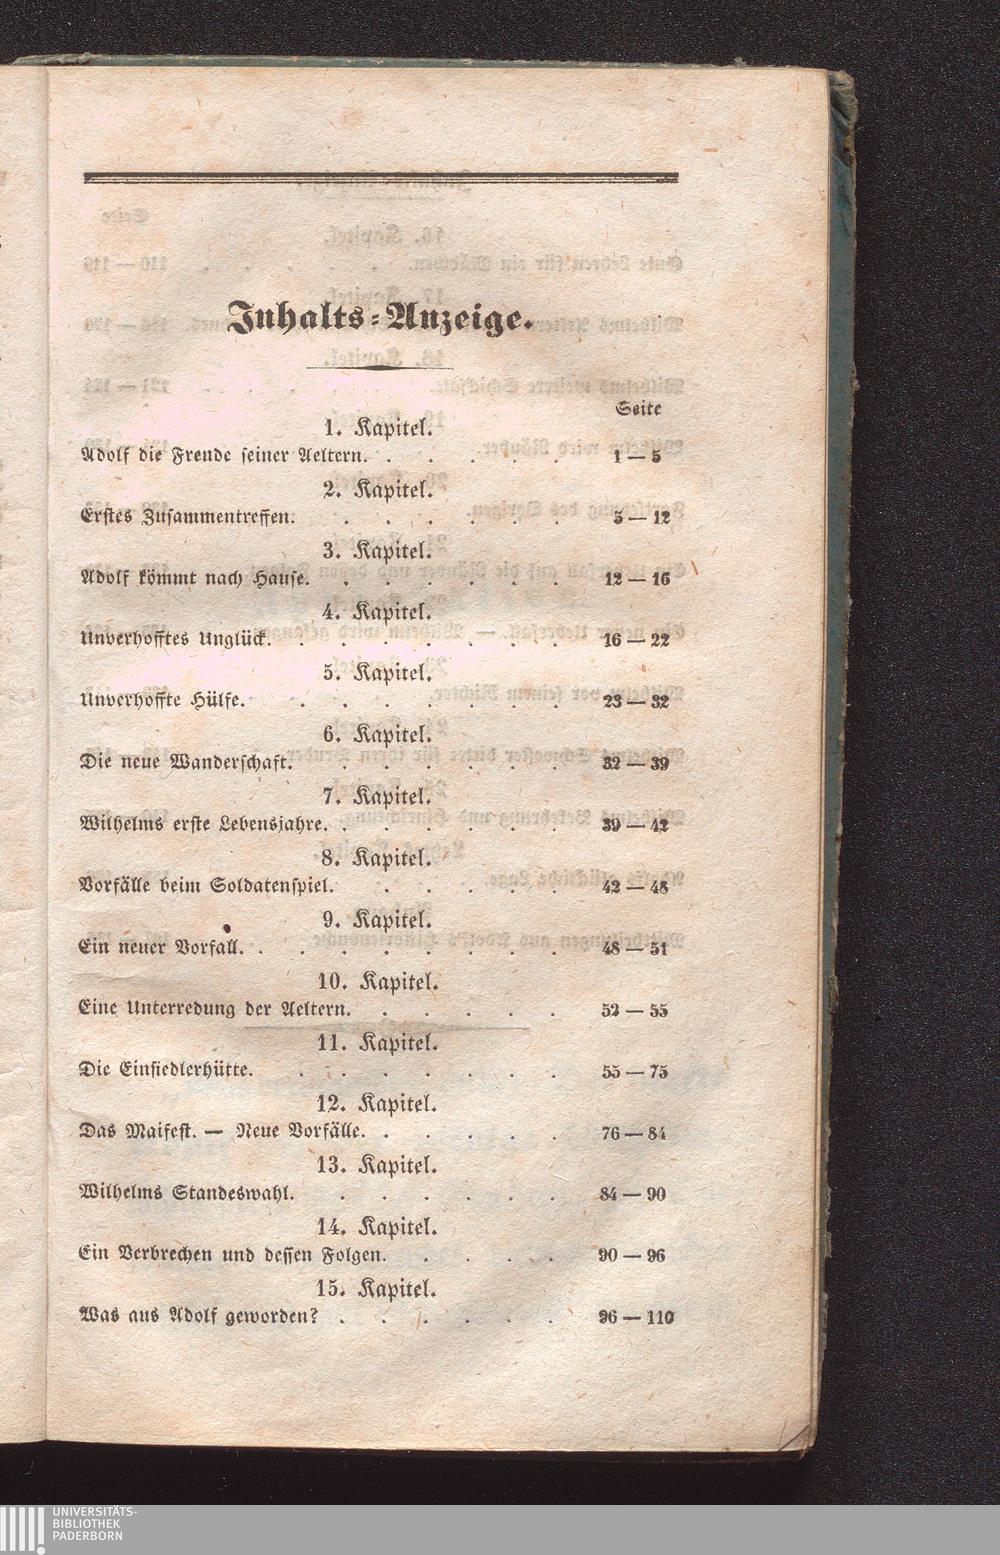 Inhalts-Anzeige.
Seite
1. Kapitel.
Adolf die Freude seiner Aeltern. . . . . . 1 — 5
2. Kapitel.
Erstes Zusammentreffen. . . . . . . 5 — 12
3. Kapitel.
Adolf kömmt nach Hause. . . . . . . 12 — 16
4. Kapitel.
Unverhofftes Unglück. . . . . . . . 16 — 22
5. Kapitel.
Unverhoffte Hülfe. . . . . . . . 23 — 32
6. Kapitel.
Die neue Wanderschaft. . . . . . . 32 — 39
7. Kapitel.
Wilhelms erste Lebensjahre. . . . . . . 39 — 42
8. Kapitel.
Vorfälle beim Soldatenspiel. . . . . . 42 — 48
9. Kapitel.
Ein neuer Vorfall. . . . . . . . . 48 — 51
10. Kapitel.
Eine Unterredung der Aeltern. . . . . . 52 — 55
11. Kapitel.
Die Einsiedlerhütte. . . . . . . . 55 — 75
12. Kapitel.
Das Maifest. — Neue Vorfälle. . . . . . 76 — 84
13. Kapitel.
Wilhelms Standeswahl. . . . . . . 84 — 90
14. Kapitel.
Ein Verbrechen und dessen Folgen. . . . . 90 — 96
15. Kapitel.
Was aus Adolf geworden? . . . . . . 96 — 110
UNIVERSITÄTS-
BIBLIOTHEK
PADERBORN